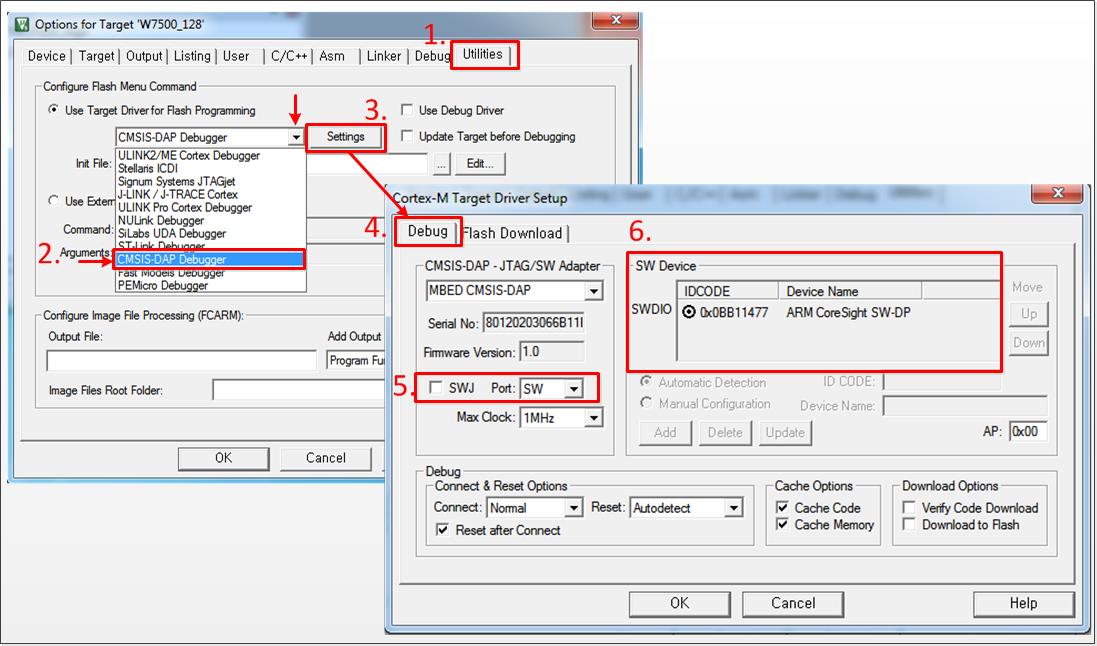 Options for Target 'W7500_128'
1.
Device Target Output Listing User C/C++ Asm Linker Debug Utilities
Configure Flash Menu Command
Use Target Driver for Flash Programming
Use Debug Driver
3.
CMSIS-DAP Debugger
Settings
Update Target before Debugging
Init File:
...
Edit...
ULINK2/ME Cortex Debugger
Stellaris ICDI
Signum Systems JTAGjet
J-LINK / J-TRACE Cortex
ULINK Pro Cortex Debugger
NULink Debugger
SiLabs UDA Debugger
ST-Link Debugger
2.
CMSIS-DAP Debugger
Fast Models Debugger
PEMicro Debugger
Use Extern
Command:
Arguments:
Configure Image File Processing (FCARM):
Output File:
Add Output
Program Fu
Image Files Root Folder:
OK
Cancel
Cortex-M Target Driver Setup
4.
Debug
Flash Download
6.
CMSIS-DAP - JTAG/SW Adapter
MBED CMSIS-DAP
Serial No: 80120203066B11
Firmware Version: 1.0
5.
SWJ Port: SW
Max Clock: 1MHz
SW Device
IDCODE Device Name
SWDIO 0x0BB11477 ARM CoreSight SW-DP
Move
Up
Down
Automatic Detection ID CODE:
Manual Configuration Device Name:
Add Delete Update AP: 0x00
Debug
Connect & Reset Options
Connect: Normal Reset: Autodetect
Reset after Connect
Cache Options
Cache Code
Cache Memory
Download Options
Verify Code Download
Download to Flash
OK
Cancel
Help